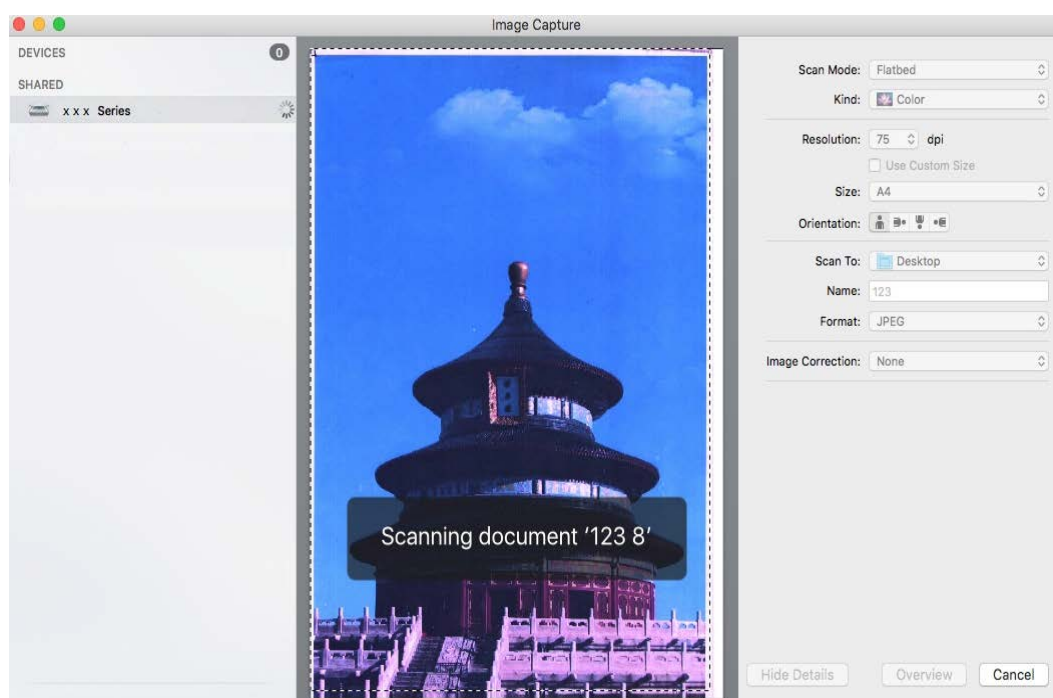 Image Capture
DEVICES 0
SHARED
x x x Series
Scan Mode: Flatbed
Kind: Color
Resolution: 75 dpi
Use Custom Size
Size: A4
Orientation:
Scan To: Desktop
Name: 123
Format: JPEG
Image Correction: None
Scanning document ‘123 8’
Hide Details Overview Cancel